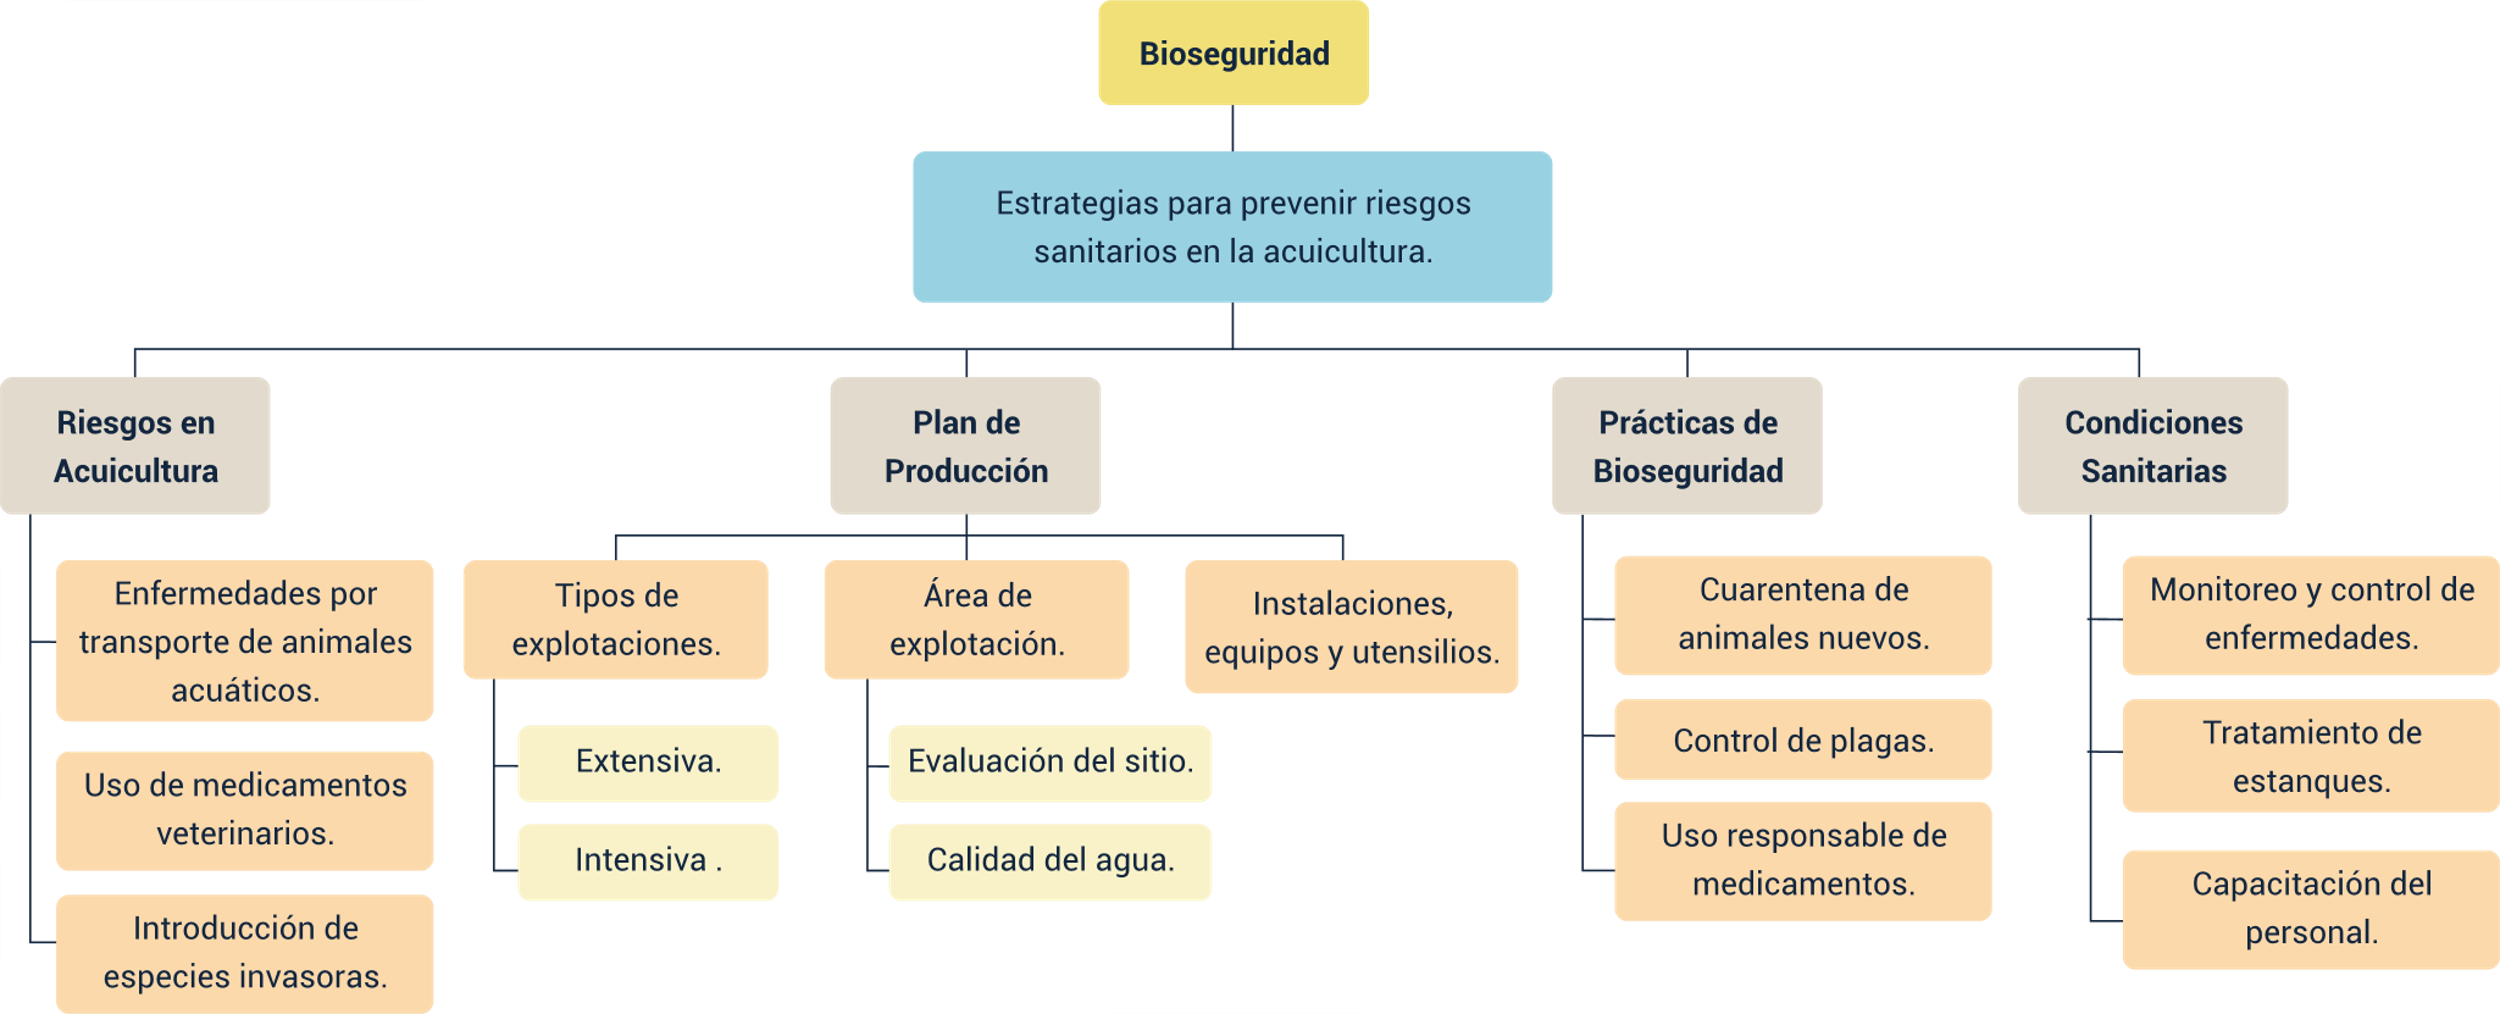 Bioseguridad
Estrategias para prevenir riesgos
sanitarios en la acuicultura.
Riesgos en
Acuicultura
Enfermedades por
transporte de animales
acuáticos.
Uso de medicamentos
veterinarios.
Introducción de
especies invasoras.
Plan de
Producción
Tipos de
explotaciones.
Extensiva.
Intensiva .
Área de
explotación.
Evaluación del sitio.
Calidad del agua.
Instalaciones,
equipos y utensilios.
Prácticas de
Bioseguridad
Cuarentena de
animales nuevos.
Control de plagas.
Uso responsable de
medicamentos.
Condiciones
Sanitarias
Monitoreo y control de
enfermedades.
Tratamiento de
estanques.
Capacitación del
personal.